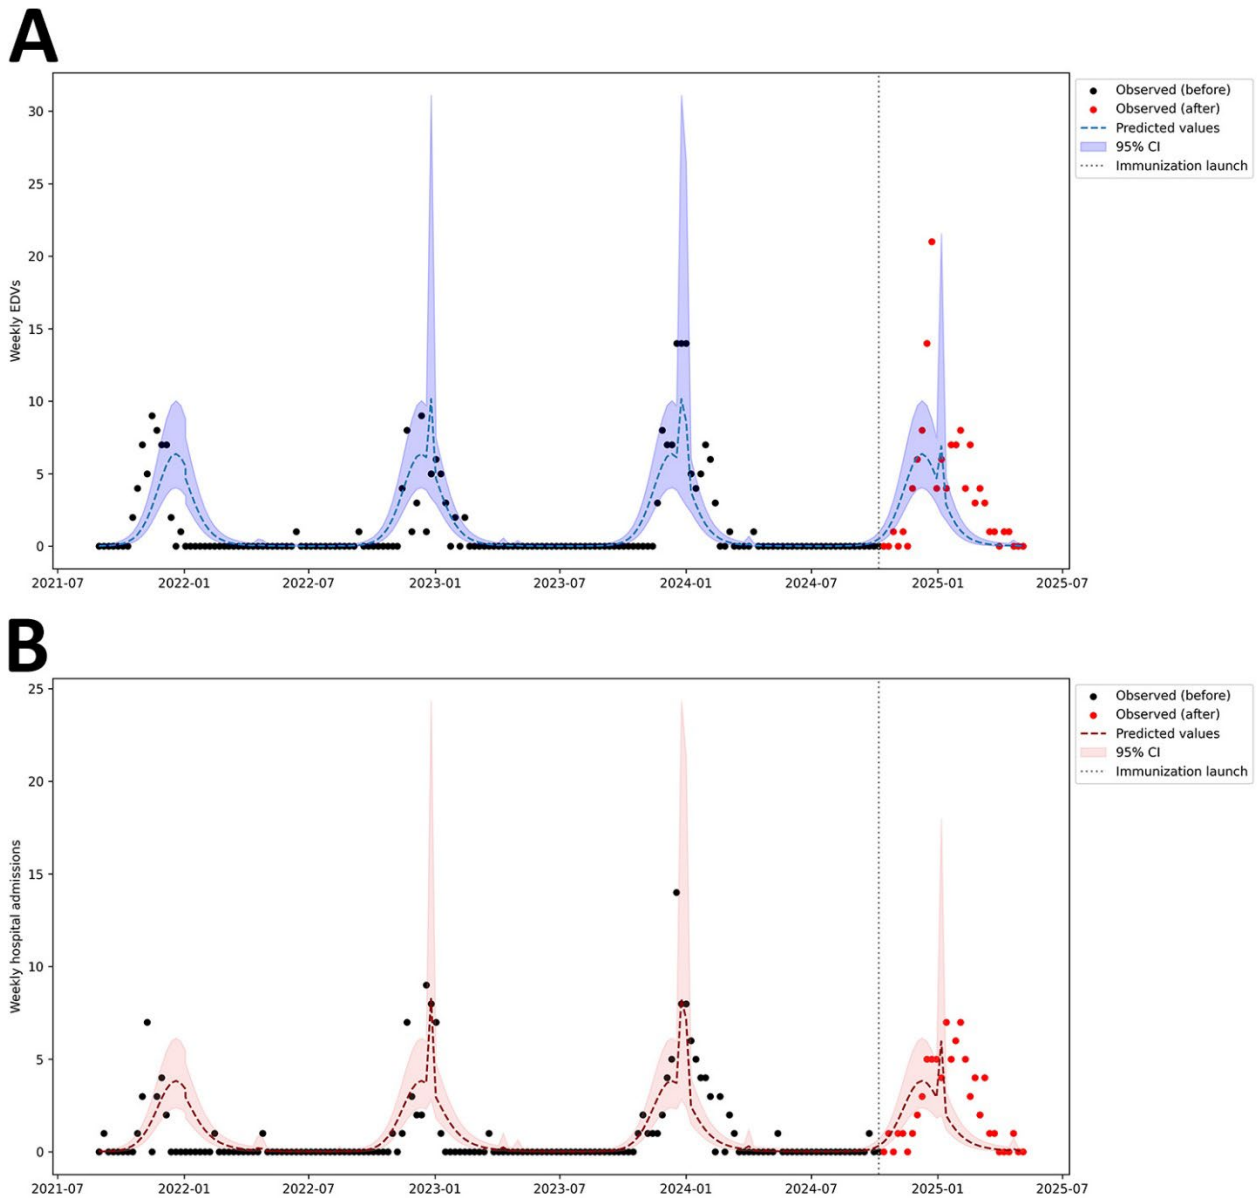 A
Weekly EDVs
30
25
20
15
10
5
0
2021-07 2022-01 2022-07 2023-01 2023-07 2024-01 2024-07 2025-01 2025-07
Observed (before)
Observed (after)
Predicted values
95% CI
Immunization launch
B
Weekly hospital admissions
25
20
15
10
5
0
2021-07 2022-01 2022-07 2023-01 2023-07 2024-01 2024-07 2025-01 2025-07
Observed (before)
Observed (after)
Predicted values
95% CI
Immunization launch